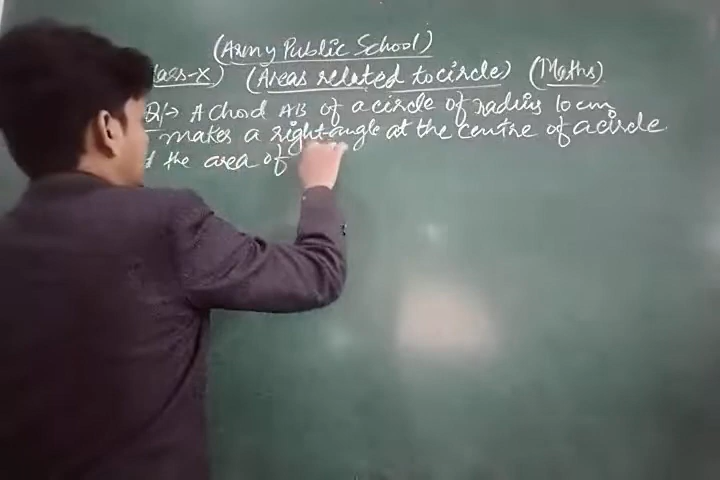 (Army Public School)
lass-X) (Areas related to circle) (Maths)
Q/:-> A Chord AB of a circle of radius 10 cm
makes a right-angle at the centre of a circle
the area of